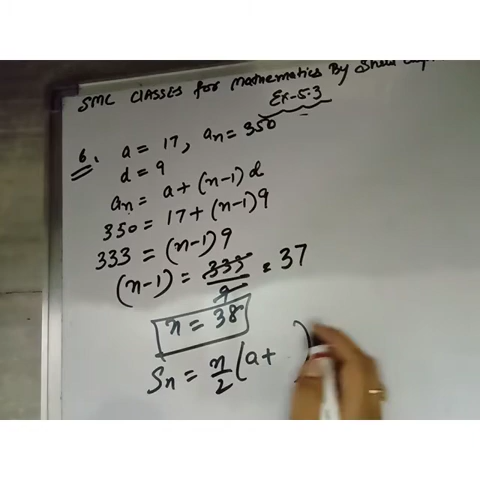 SMC CLASSES for Mathematics By
Ex-5.3
6. a = 17, an = 350
d = 9
an = a + (n-1)d
350 = 17 + (n-1)9
333 = (n-1)9
(n-1) = 333/9 = 37
n = 38
Sn = n/2 (a + )